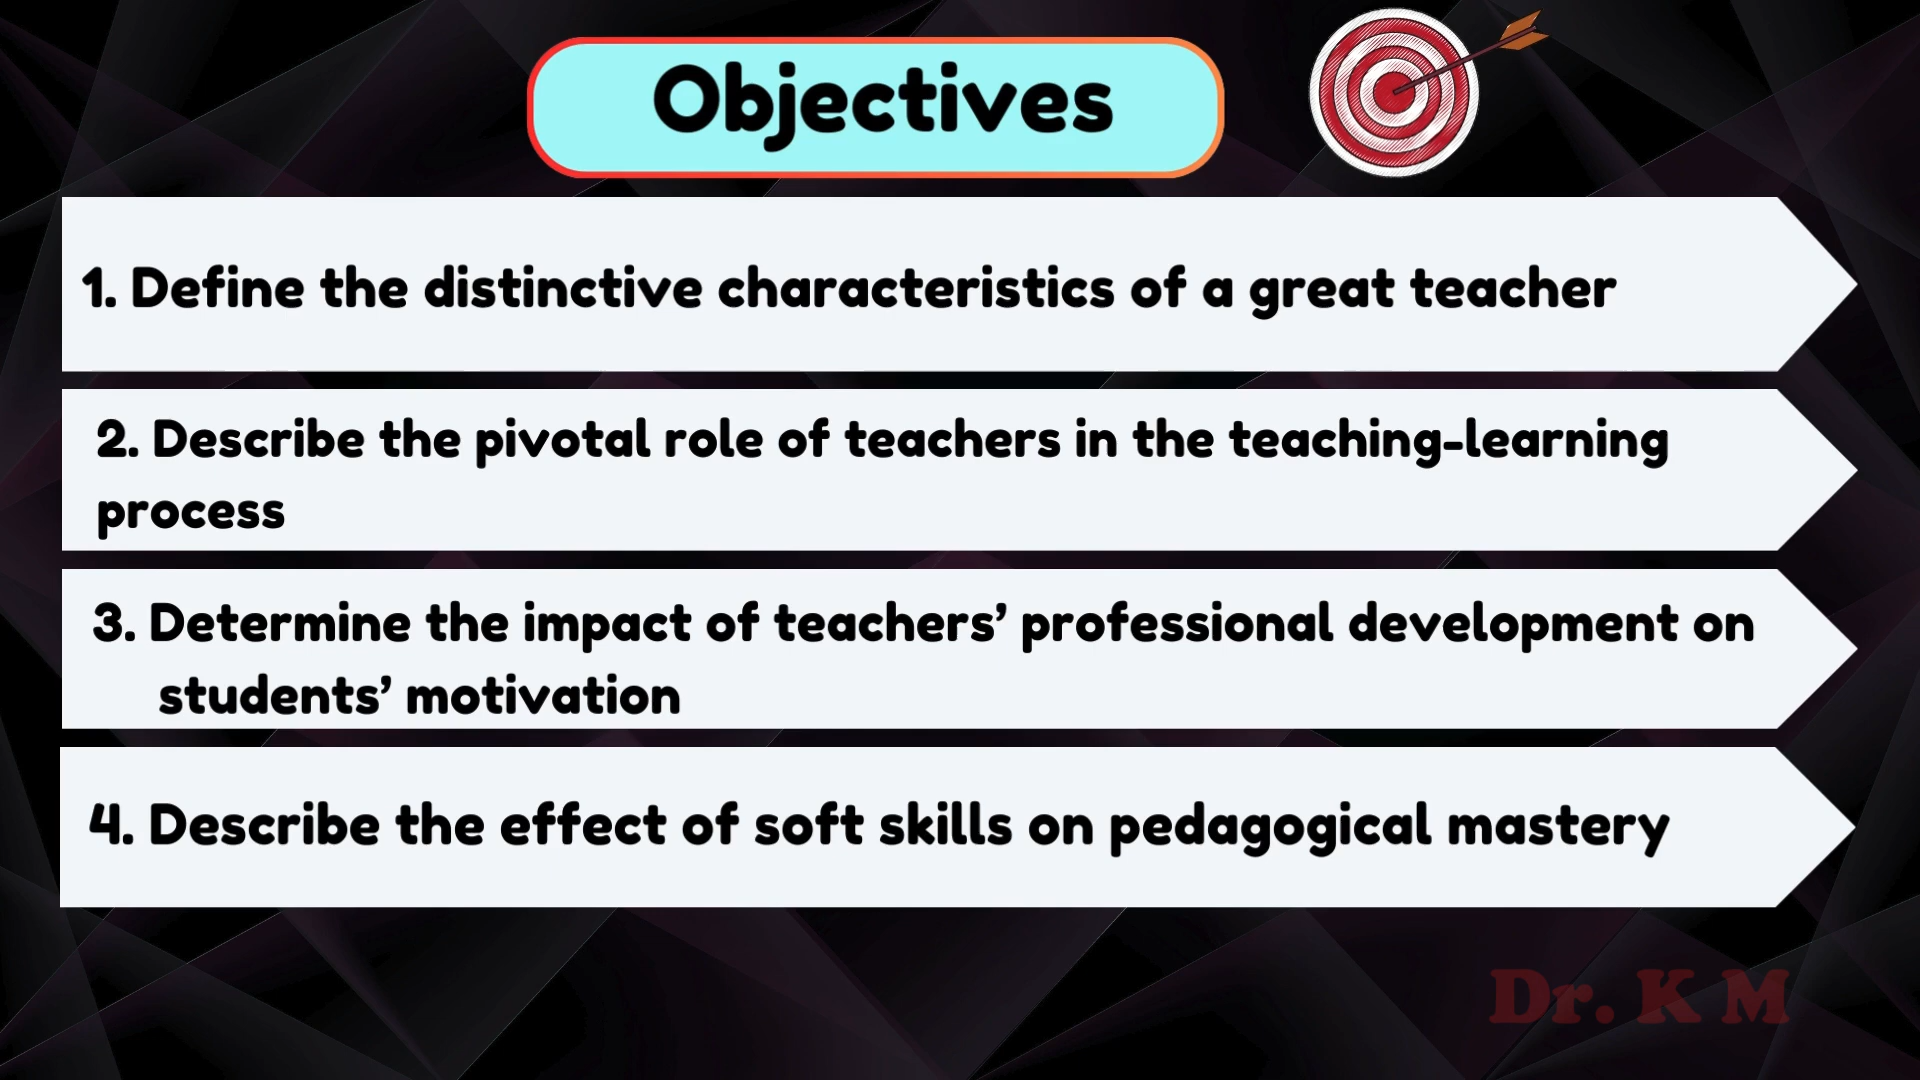 Objectives
1. Define the distinctive characteristics of a great teacher
2. Describe the pivotal role of teachers in the teaching-learning
process
3. Determine the impact of teachers’ professional development on
students’ motivation
4. Describe the effect of soft skills on pedagogical mastery
Dr. K M